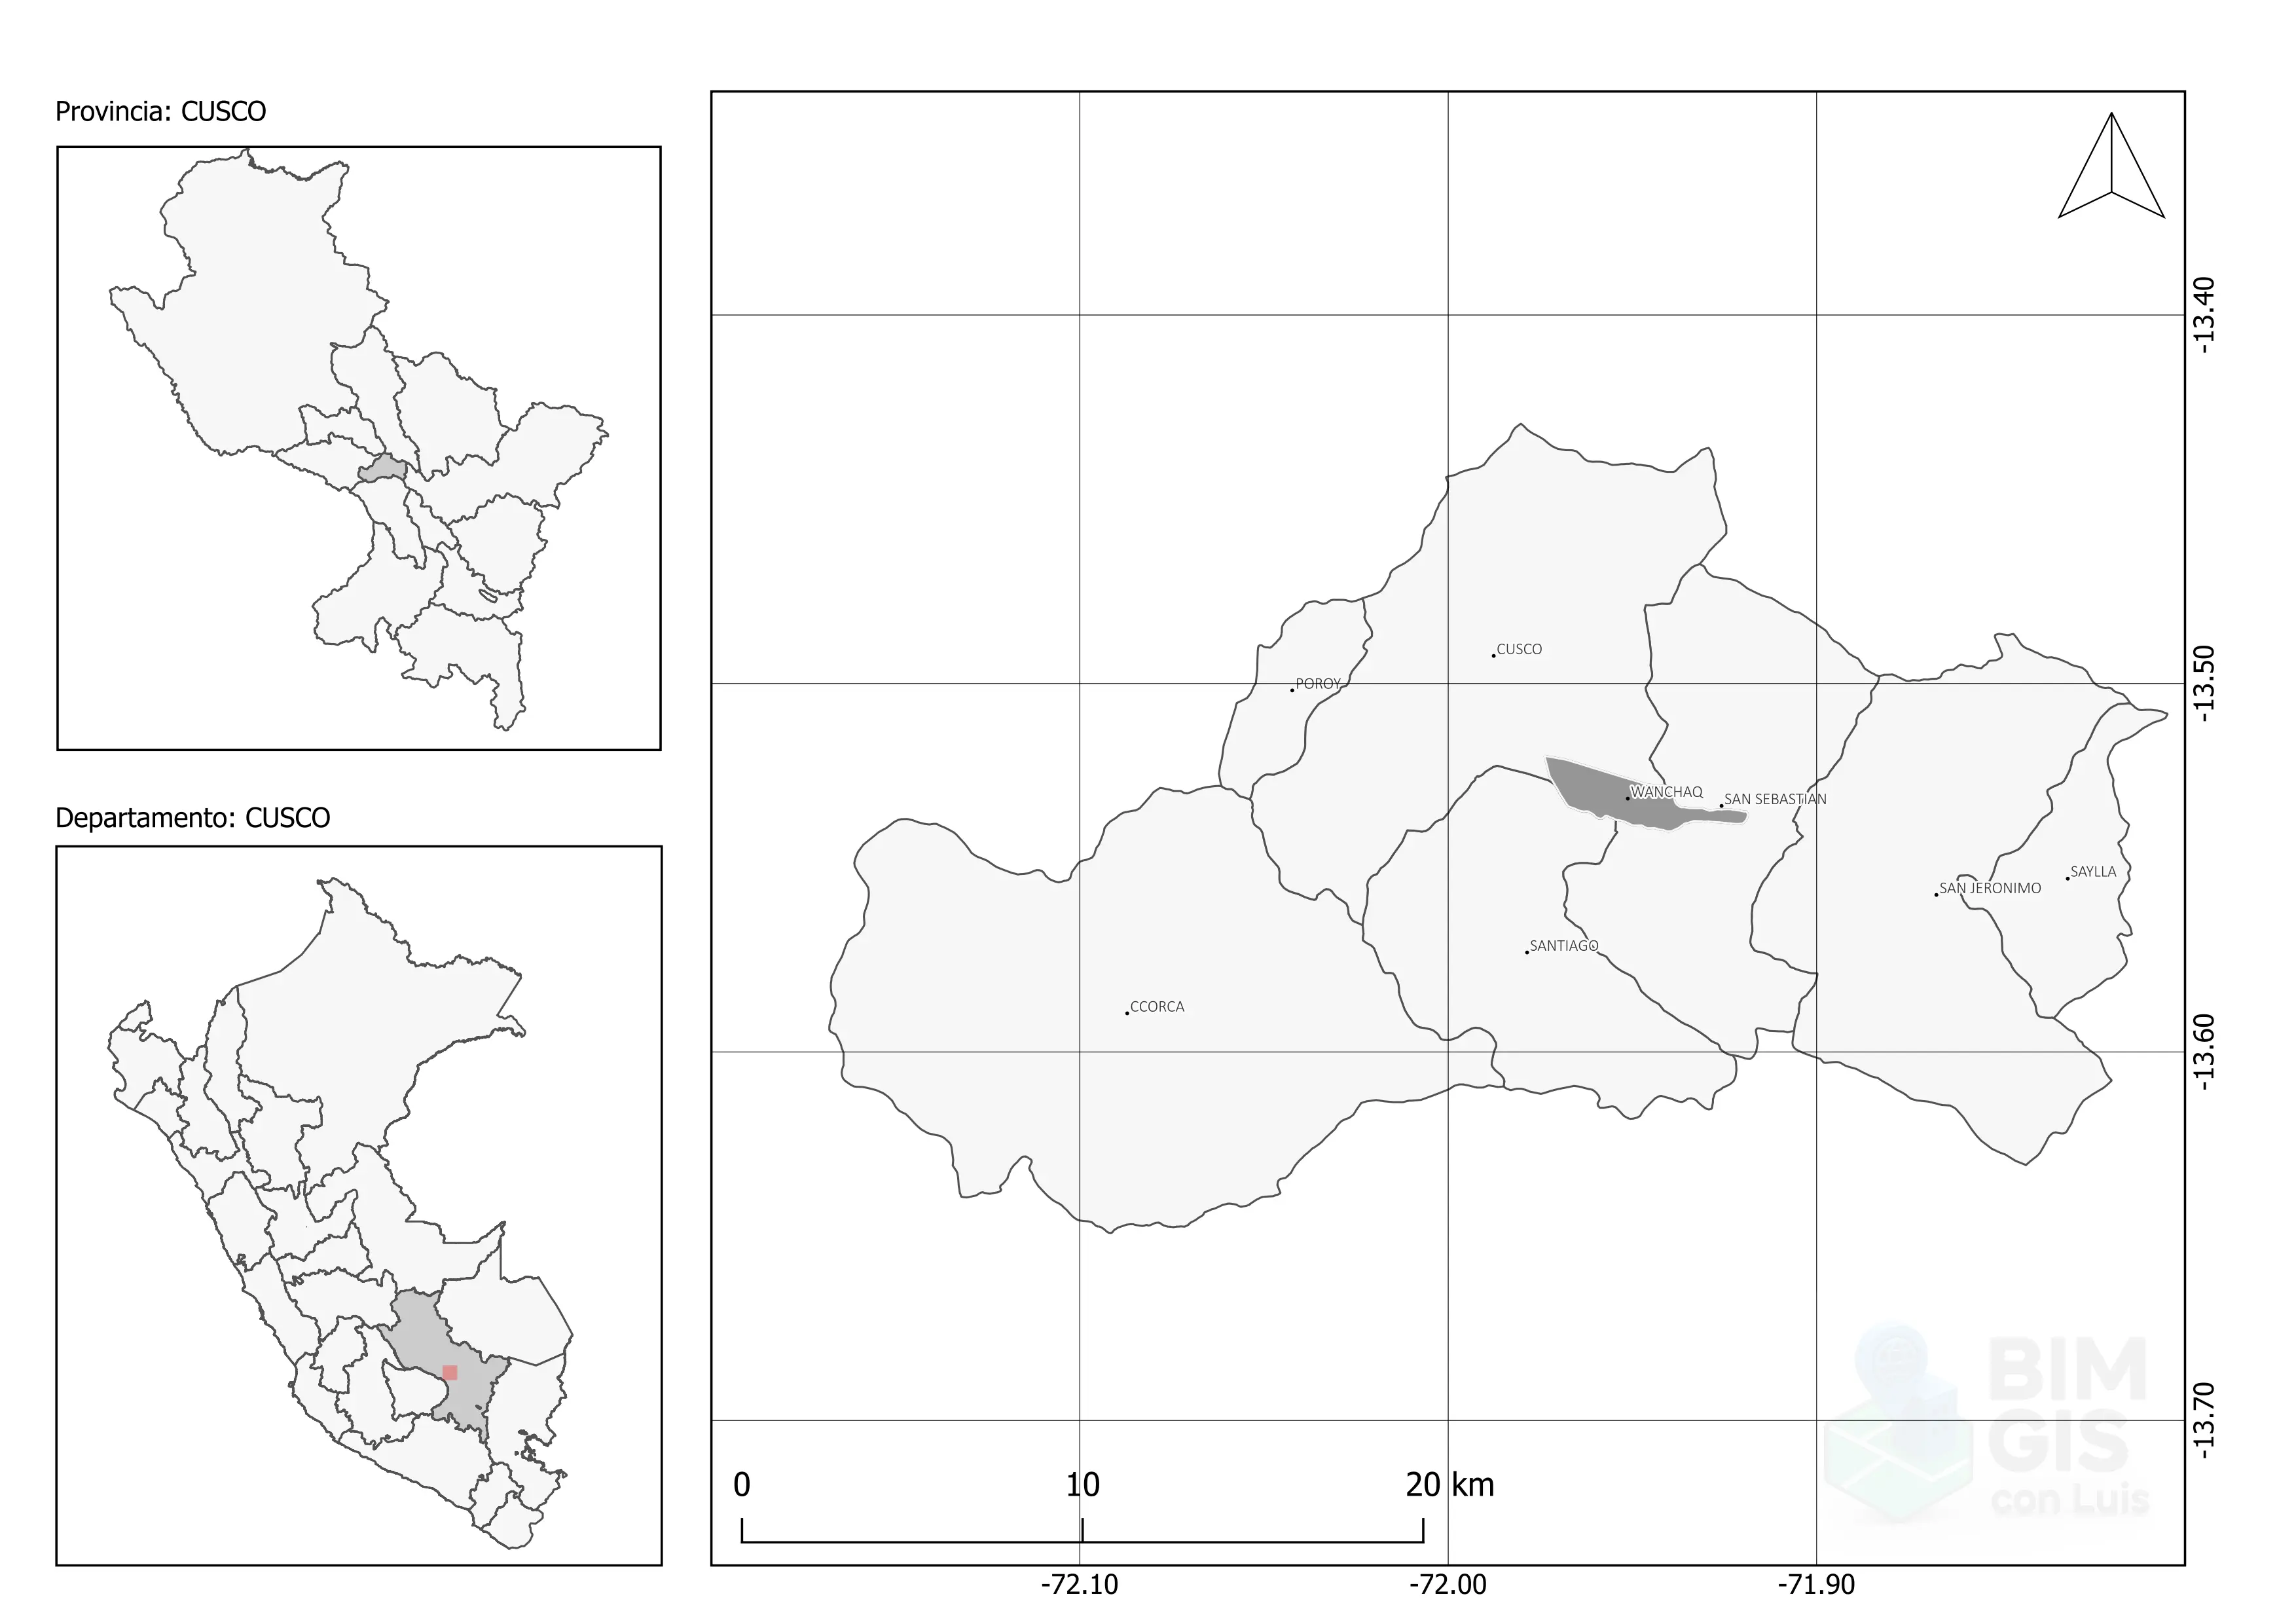 Provincia: CUSCO
Departamento: CUSCO
-13.40
CUSCO
POROY
-13.50
WANCHAQ
SAN SEBASTIAN
SAYLLA
SAN JERONIMO
SANTIAGO
CCORCA
-13.60
BIM
GIS
con Luis
-13.70
0 10 20 km
-72.10 -72.00 -71.90